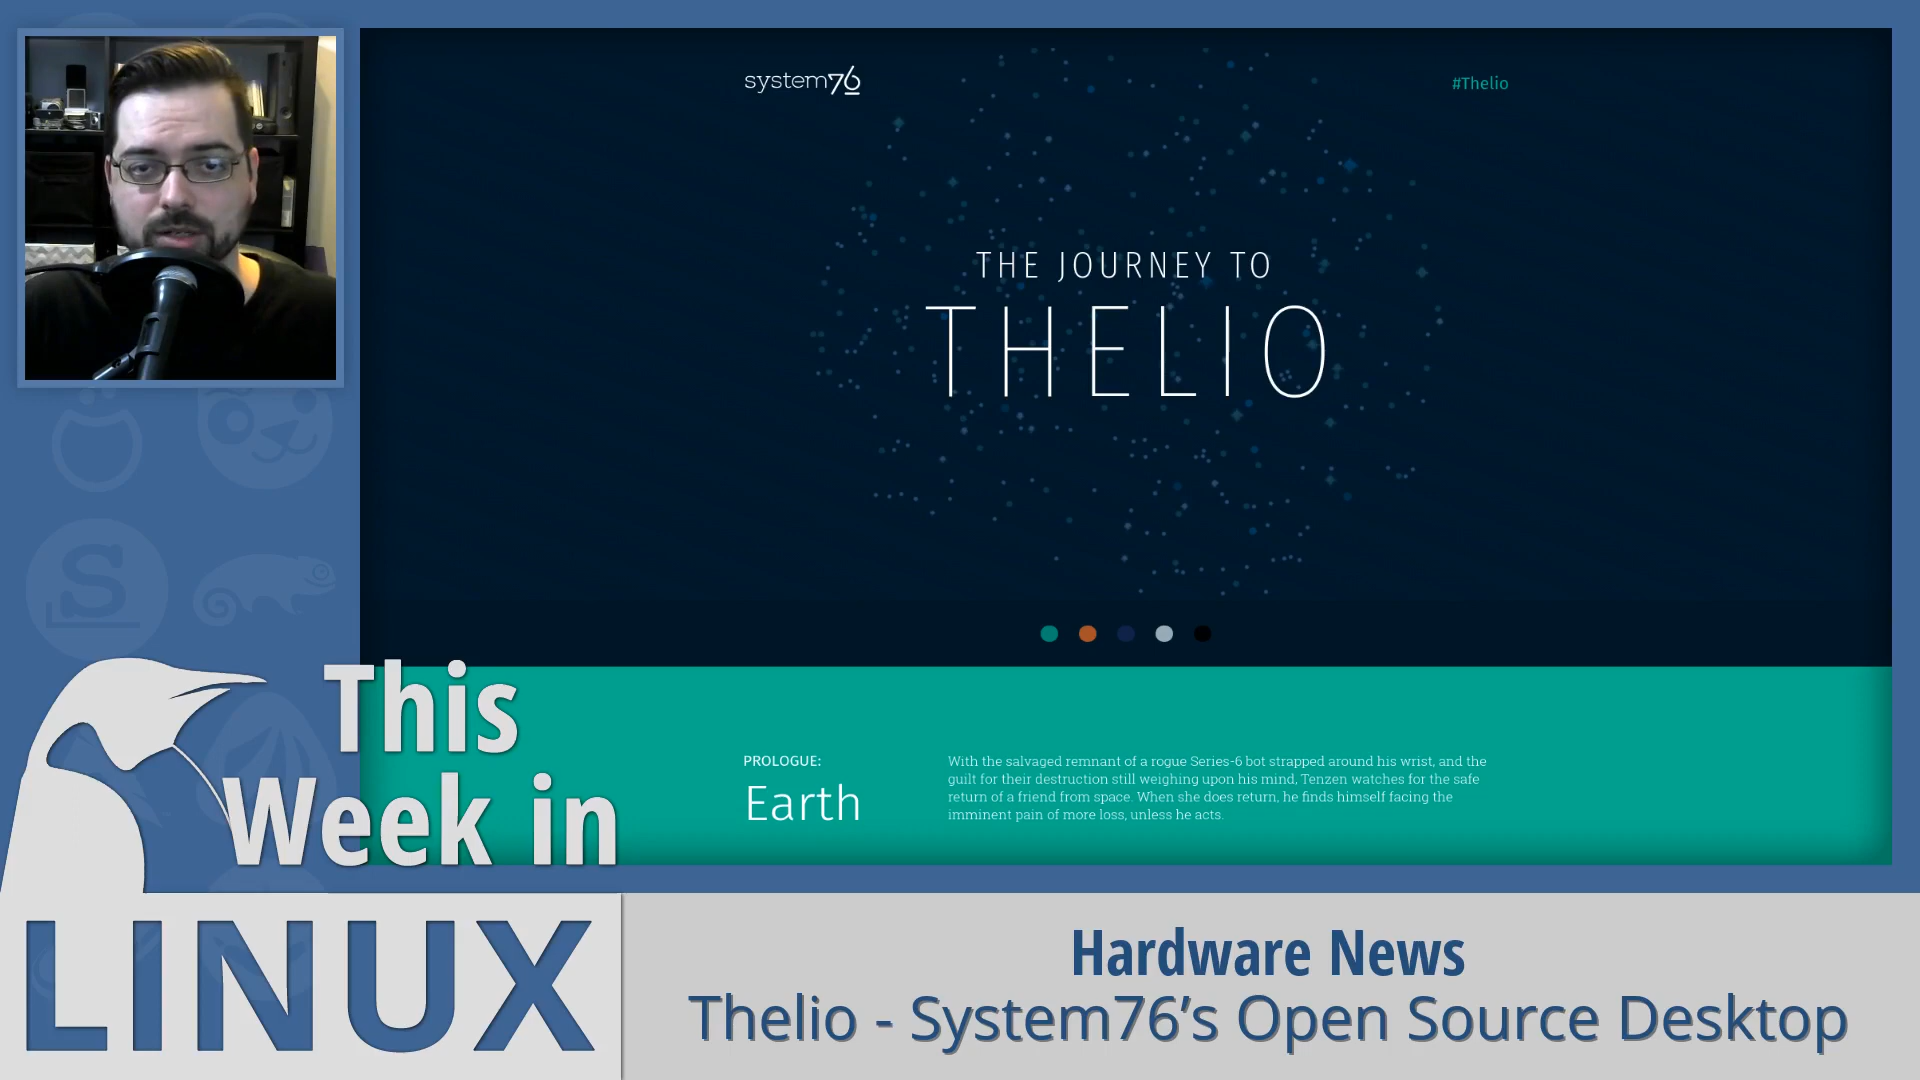 system76
#Thelio
THE JOURNEY TO
THELIO
PROLOGUE:
Earth
With the salvaged remnant of a rogue Series-6 bot strapped around his wrist, and the
guilt for their destruction still weighing upon his mind, Tenzen watches for the safe
return of a friend from space. When she does return, he finds himself facing the
imminent pain of more loss, unless he acts.
This
Week in
LINUX
Hardware News
Thelio - System76’s Open Source Desktop